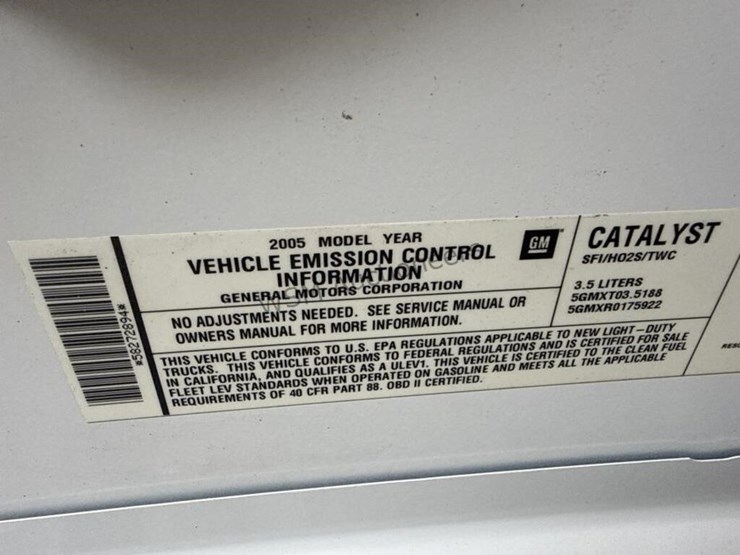 2005 MODEL YEAR
VEHICLE EMISSION CONTROL
INFORMATION
GENERAL MOTORS CORPORATION
GM
CATALYST
SFI/HO2S/TWC
NO ADJUSTMENTS NEEDED. SEE SERVICE MANUAL OR
OWNERS MANUAL FOR MORE INFORMATION.
3.5 LITERS
5GMXT03.5188
5GMXR0175922
THIS VEHICLE CONFORMS TO U.S. EPA REGULATIONS APPLICABLE TO NEW LIGHT-DUTY
TRUCKS. THIS VEHICLE CONFORMS TO FEDERAL REGULATIONS AND IS CERTIFIED FOR SALE
IN CALIFORNIA, AND QUALIFIES AS A ULEV1. THIS VEHICLE IS CERTIFIED TO THE CLEAN FUEL
FLEET LEV STANDARDS WHEN OPERATED ON GASOLINE AND MEETS ALL THE APPLICABLE
REQUIREMENTS OF 40 CFR PART 88. OBD II CERTIFIED.
*58272894*